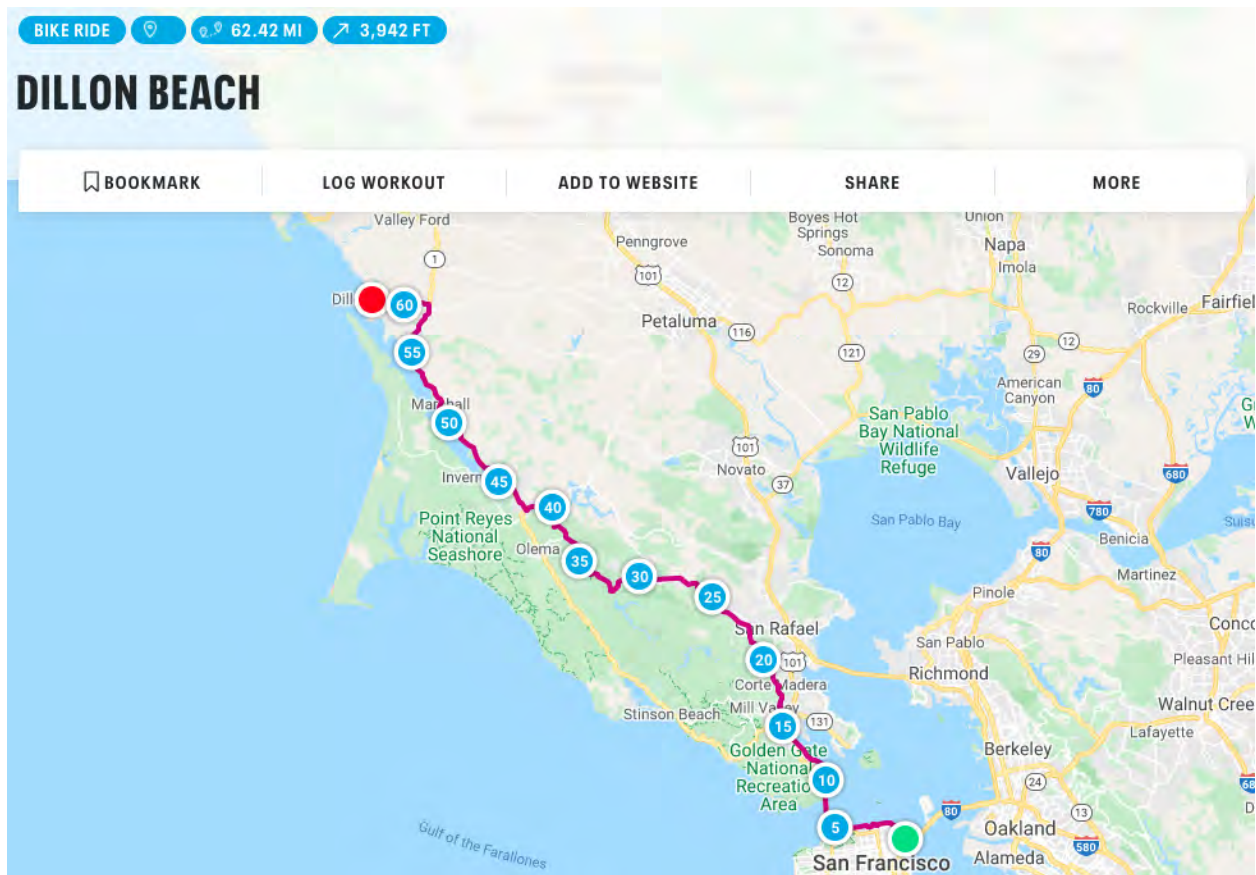 BIKE RIDE
62.42 MI
3,942 FT
DILLON BEACH
BOOKMARK
LOG WORKOUT
ADD TO WEBSITE
SHARE
MORE
Valley Ford
Boyes Hot
Springs
Union
Penngrove
Sonoma
Napa
1
101
Imola
12
Dill
60
Rockville
Fairfiel
Petaluma
116
55
121
29
12
American
Canyon
80
Marshall
50
San Pablo
Bay National
Wildlife
Refuge
G
W
101
Novato
Vallejo
680
Invern
45
37
40
Point Reyes
National
Seashore
San Pablo Bay
780
Suisu
Benicia
Olema
35
80
30
Martinez
25
Pinole
San Rafael
Conco
San Pablo
20
101
Pleasant Hil
Richmond
Corte Madera
Stinson Beach
Mill Valley
15
131
Walnut Cree
Lafayette
Golden Gate
National
Recreation
Area
Berkeley
10
24
68
80
13
D
5
Gulf of the Farallones
Oakland
580
San Francisco
Alameda